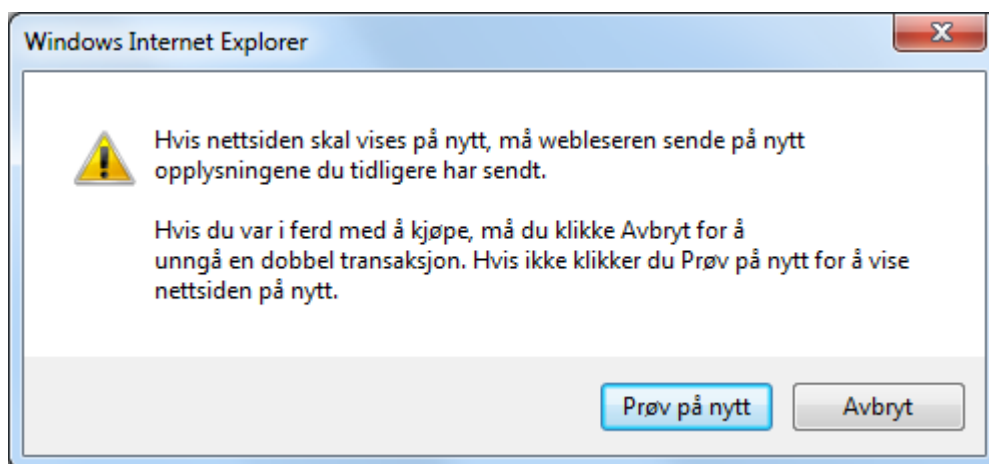 Windows Internet Explorer
Hvis nettsiden skal vises på nytt, må webleseren sende på nytt
opplysningene du tidligere har sendt.
Hvis du var i ferd med å kjøpe, må du klikke Avbryt for å
unngå en dobbel transaksjon. Hvis ikke klikker du Prøv på nytt for å vise
nettsiden på nytt.
Prøv på nytt
Avbryt